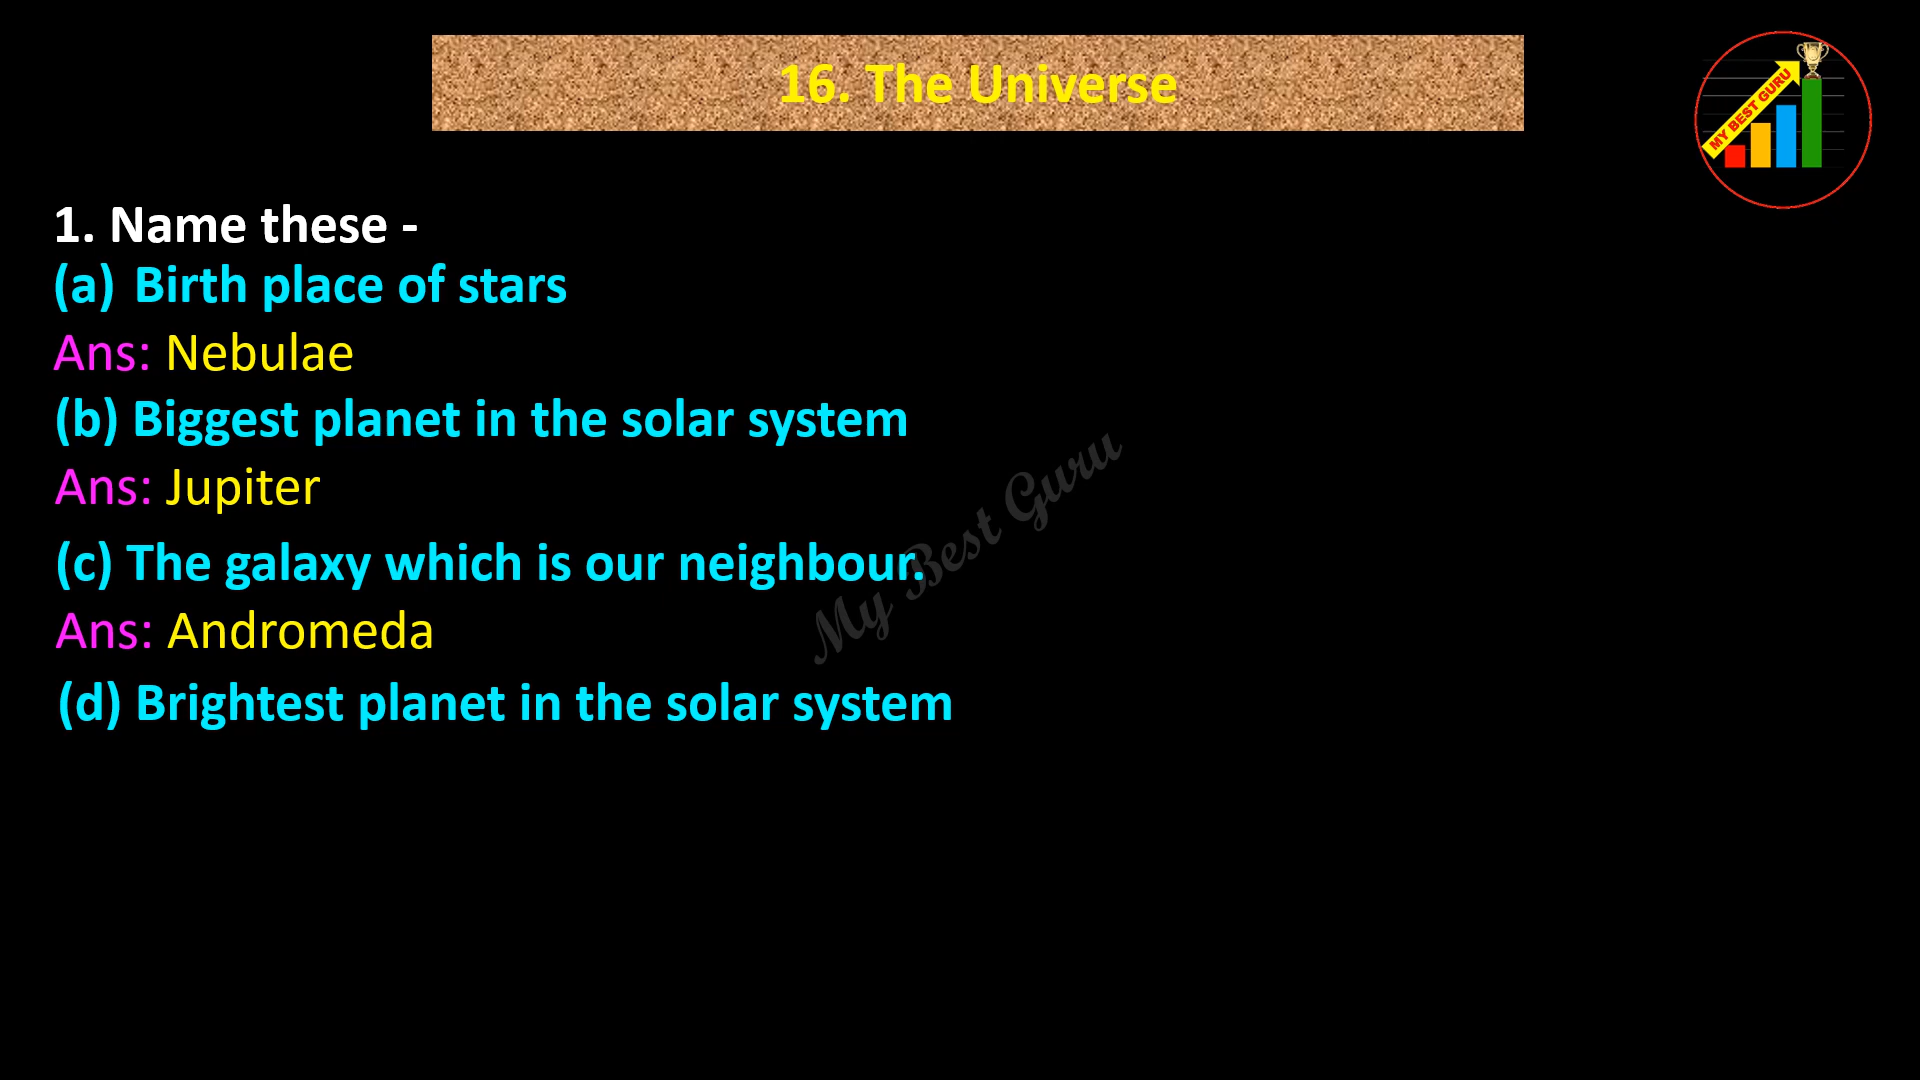 16. The Universe
MY BEST GURU
1. Name these -
(a) Birth place of stars
Ans: Nebulae
(b) Biggest planet in the solar system
Ans: Jupiter
(c) The galaxy which is our neighbour.
Ans: Andromeda
(d) Brightest planet in the solar system
My Best Guru